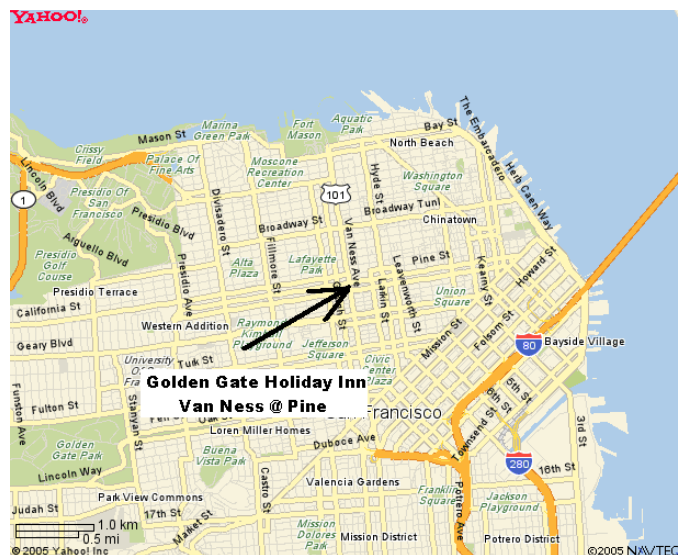 YAHOO!
Marina
Green Park
Fort
Mason
Aquatic
Park
Mason St
Bay St
The Embarcadero
North Beach
Crissy
Field
Palace Of
Fine Arts
Moscone
Recreation
Center
Lincoln Blvd
Hyde St
Washington
Square
Herb Caen Way
1
Presidio Of
San
Francisco
101
Broadway Tunl
Presidio Blvd
Divisadero St
Broadway St
Van Ness Ave
Chinatown
Arguello Blvd
Fillmore St
Presidio
Golf
Course
Alta
Plaza
Lafayette
Park
Pine St
Howard St
Presidio Ave
Leavenworth St
Kearny St
Presidio Terrace
Larkin St
Union
Square
California St
Western Addition
Mission St
Folsom St
Geary Blvd
Jefferson
Square
80
Bayside Village
Turk St
Civic
Golden Gate Holiday Inn
Van Ness @ Pine
5th St
6th St
Funston Ave
Fulton St
Stanyan St
Oak St
Francisco
3rd St
Loren Miller Homes
Duboce Ave
Townsend St
Golden
Gate
Park
Buena
Vista Park
280
Lincoln Way
16th St
Castro St
Valencia Gardens
Park View Commons
Franklin
Square
Potrero Ave
Jackson
Playground
Judah St
17th St
Market St
1.0 km
0.5 mi
Mission
Dolores
Park
Mission District
Potrero District
©2005 Yahoo! Inc
©2005 NAVTEQ